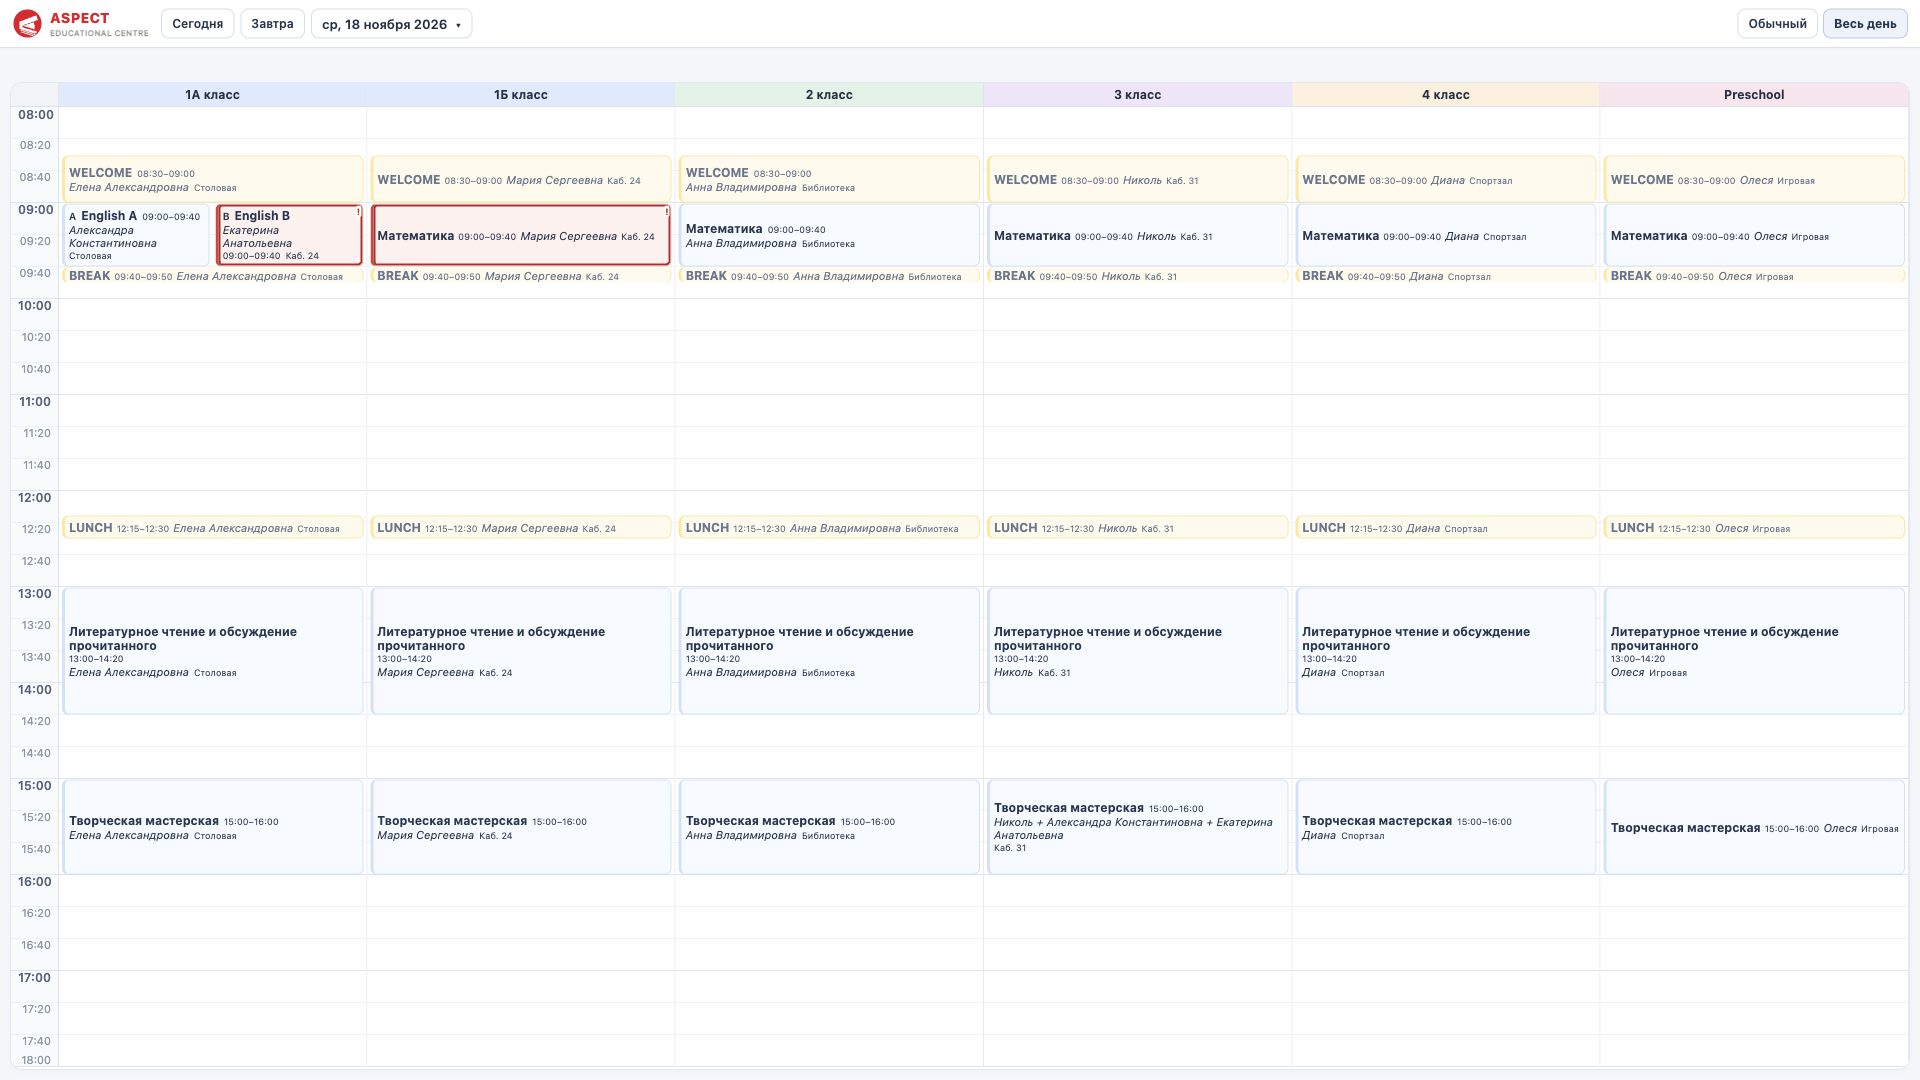 ASPECT
EDUCATIONAL CENTRE
Сегодня
Завтра
ср, 18 ноября 2026
Обычный
Весь день
1А класс
1Б класс
2 класс
3 класс
4 класс
Preschool
08:00
08:20
08:40
WELCOME 08:30–09:00
Елена Александровна Столовая
WELCOME 08:30–09:00 Мария Сергеевна Каб. 24
WELCOME 08:30–09:00
Анна Владимировна Библиотека
WELCOME 08:30–09:00 Николь Каб. 31
WELCOME 08:30–09:00 Диана Спортзал
WELCOME 08:30–09:00 Олеся Игровая
09:00
09:20
A English A 09:00–09:40
Александра
Константиновна
Столовая
B English B
Екатерина
Анатольевна
09:00–09:40 Каб. 24
!
Математика 09:00–09:40 Мария Сергеевна Каб. 24
!
Математика 09:00–09:40
Анна Владимировна Библиотека
Математика 09:00–09:40 Николь Каб. 31
Математика 09:00–09:40 Диана Спортзал
Математика 09:00–09:40 Олеся Игровая
09:40
BREAK 09:40–09:50 Елена Александровна Столовая
BREAK 09:40–09:50 Мария Сергеевна Каб. 24
BREAK 09:40–09:50 Анна Владимировна Библиотека
BREAK 09:40–09:50 Николь Каб. 31
BREAK 09:40–09:50 Диана Спортзал
BREAK 09:40–09:50 Олеся Игровая
10:00
10:20
10:40
11:00
11:20
11:40
12:00
12:20
LUNCH 12:15–12:30 Елена Александровна Столовая
LUNCH 12:15–12:30 Мария Сергеевна Каб. 24
LUNCH 12:15–12:30 Анна Владимировна Библиотека
LUNCH 12:15–12:30 Николь Каб. 31
LUNCH 12:15–12:30 Диана Спортзал
LUNCH 12:15–12:30 Олеся Игровая
12:40
13:00
13:20
13:40
Литературное чтение и обсуждение
прочитанного
13:00–14:20
Елена Александровна Столовая
Литературное чтение и обсуждение
прочитанного
13:00–14:20
Мария Сергеевна Каб. 24
Литературное чтение и обсуждение
прочитанного
13:00–14:20
Анна Владимировна Библиотека
Литературное чтение и обсуждение
прочитанного
13:00–14:20
Николь Каб. 31
Литературное чтение и обсуждение
прочитанного
13:00–14:20
Диана Спортзал
Литературное чтение и обсуждение
прочитанного
13:00–14:20
Олеся Игровая
14:00
14:20
14:40
15:00
15:20
15:40
Творческая мастерская 15:00–16:00
Елена Александровна Столовая
Творческая мастерская 15:00–16:00
Мария Сергеевна Каб. 24
Творческая мастерская 15:00–16:00
Анна Владимировна Библиотека
Творческая мастерская 15:00–16:00
Николь + Александра Константиновна + Екатерина
Анатольевна
Каб. 31
Творческая мастерская 15:00–16:00
Диана Спортзал
Творческая мастерская 15:00–16:00 Олеся Игровая
16:00
16:20
16:40
17:00
17:20
17:40
18:00